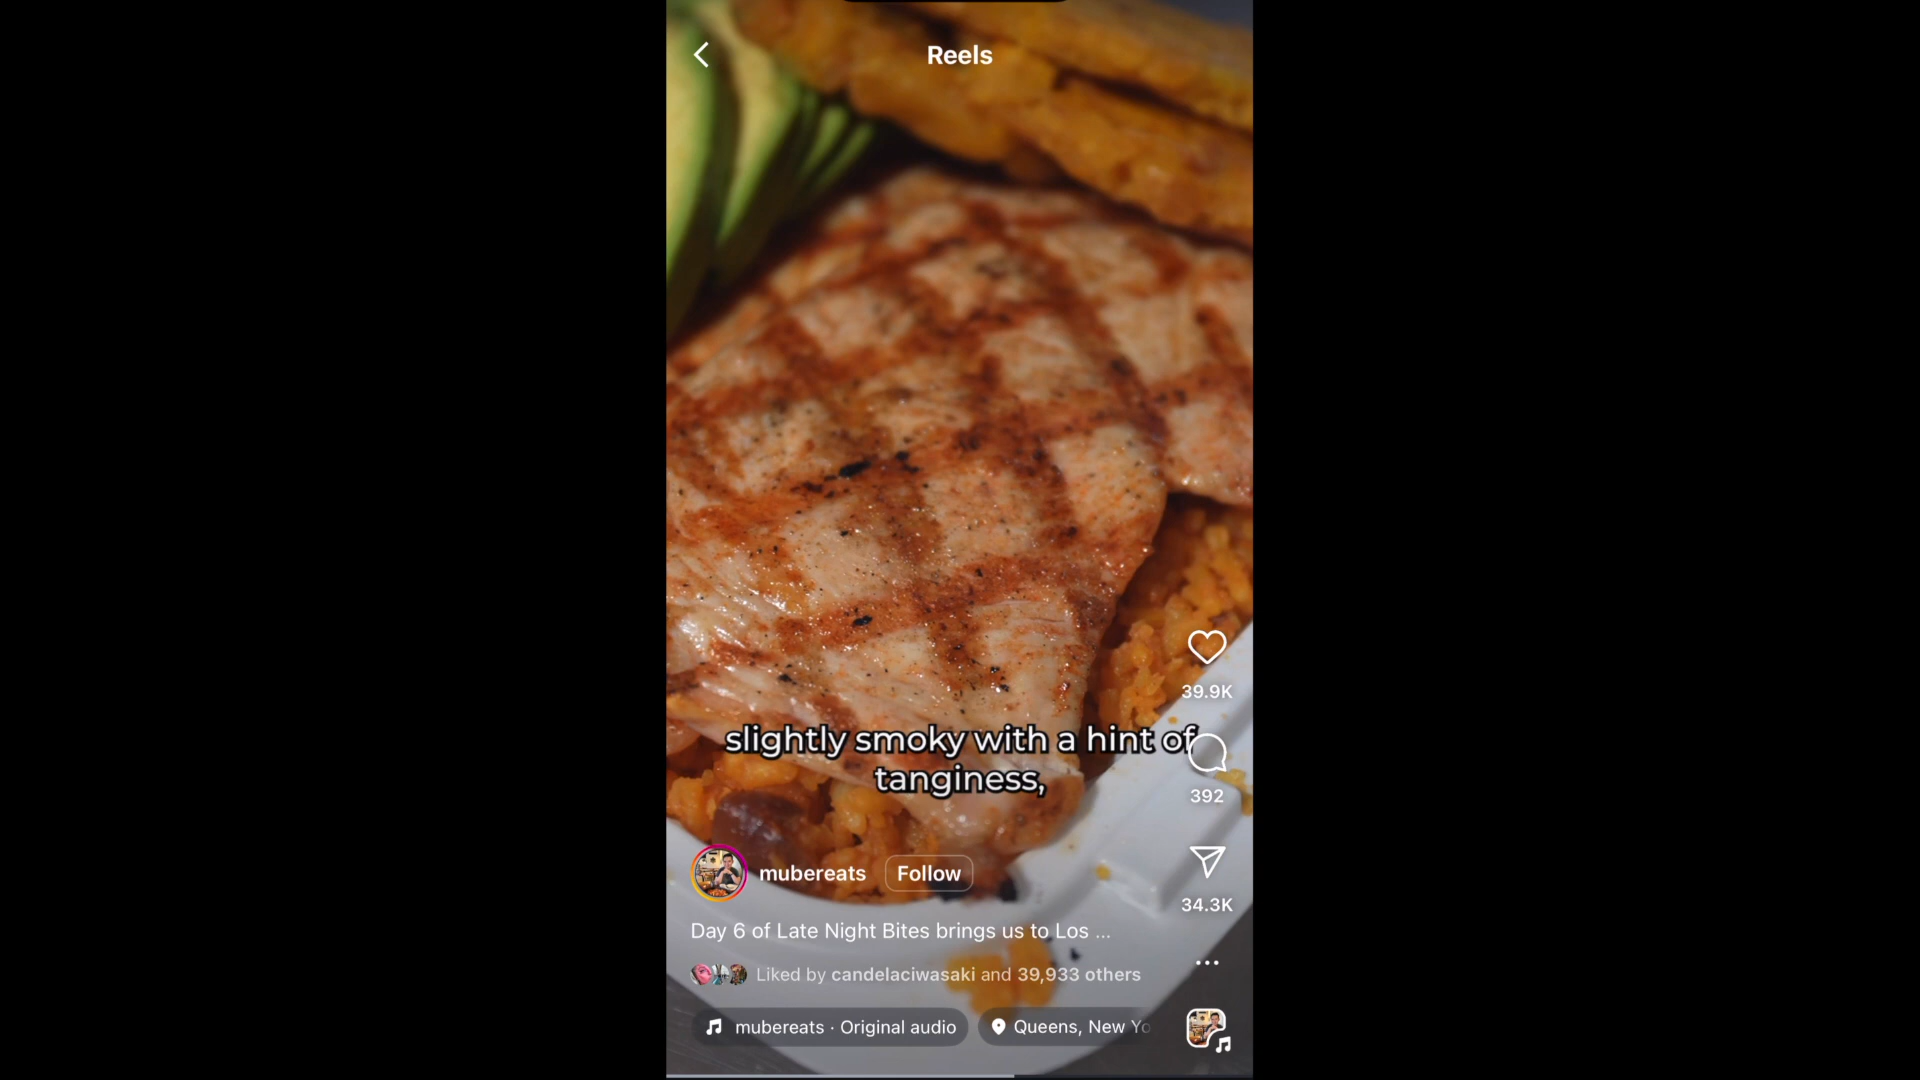 Reels
39.9K
slightly smoky with a hint of
tanginess,
392
mubereats Follow
34.3K
Day 6 of Late Night Bites brings us to Los ...
Liked by candelaciwasaki and 39,933 others
mubereats · Original audio
Queens, New Yo